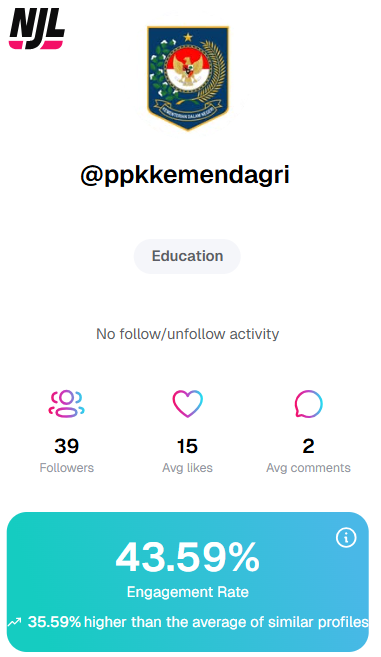 NJL
KEMENTERIAN DALAM NEGERI
@ppkkemendagri
Education
No follow/unfollow activity
39 15 2
Followers Avg likes Avg comments
43.59%
Engagement Rate
35.59% higher than the average of similar profiles